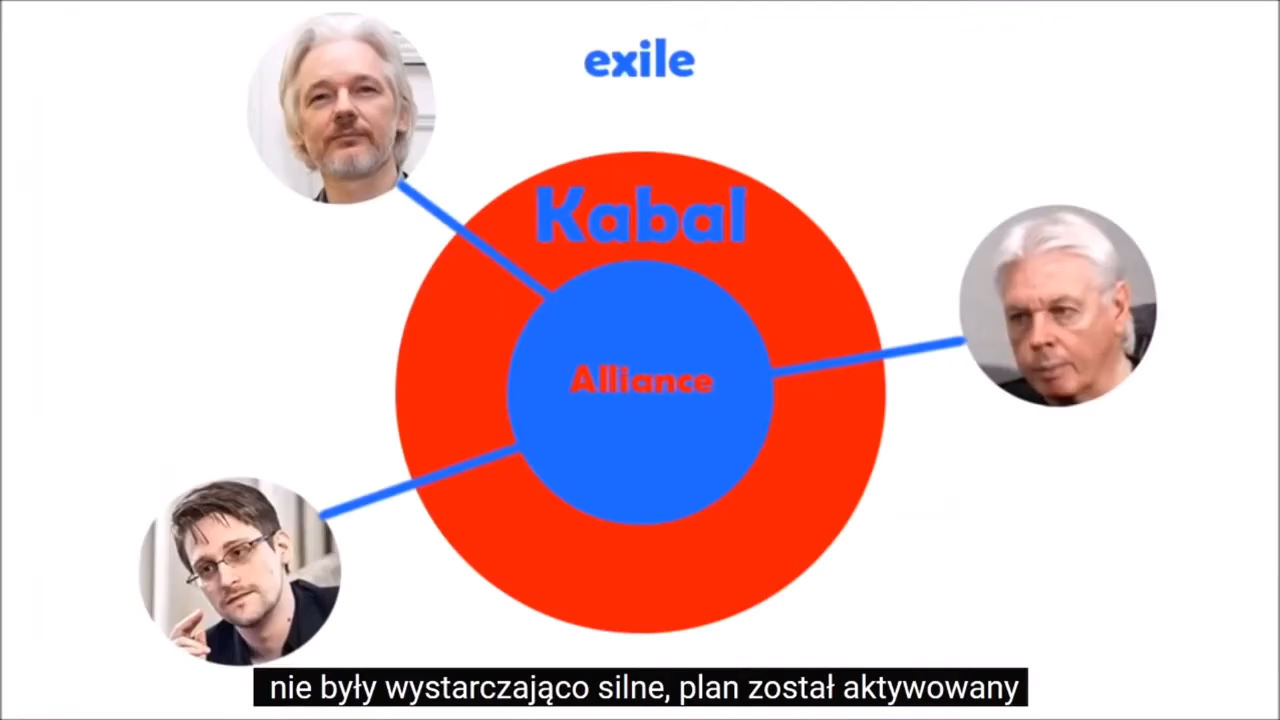 exile
Kabal
Alliance
nie były wystarczająco silne, plan został aktywowany